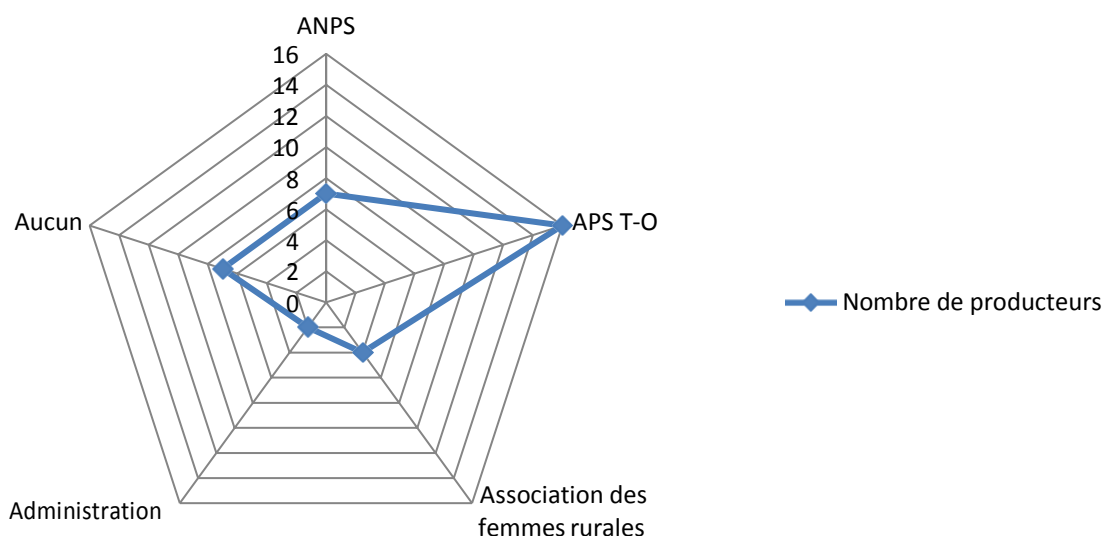 ANPS
16
14
12
10
8
6
4
2
0
APS T-O
Association des
femmes rurales
Administration
Aucun
Nombre de producteurs